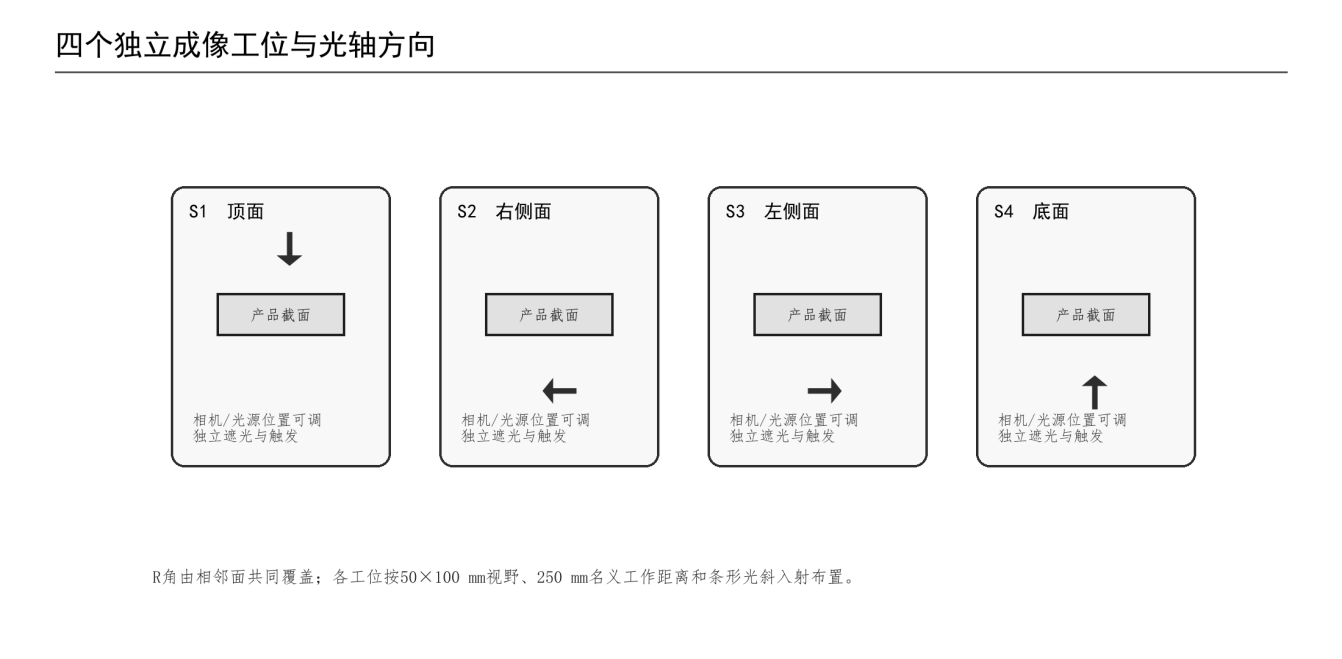 四个独立成像工位与光轴方向
S1 顶面
产品截面
相机/光源位置可调
独立遮光与触发
S2 右侧面
产品截面
相机/光源位置可调
独立遮光与触发
S3 左侧面
产品截面
相机/光源位置可调
独立遮光与触发
S4 底面
产品截面
相机/光源位置可调
独立遮光与触发
R角由相邻面共同覆盖；各工位按50×100 mm视野、250 mm名义工作距离和条形光斜入射布置。